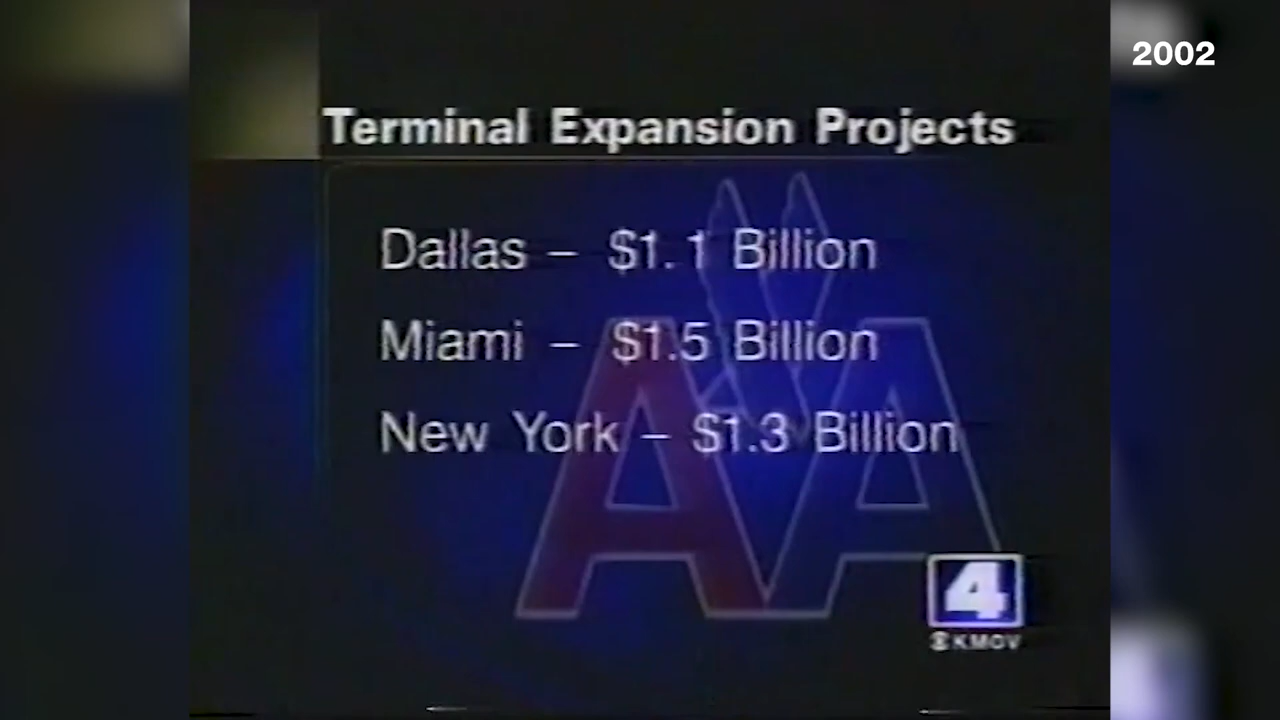 2002
Terminal Expansion Projects
Dallas – $1.1 Billion
Miami – $1.5 Billion
New York – $1.3 Billion
AA
4
KMOV